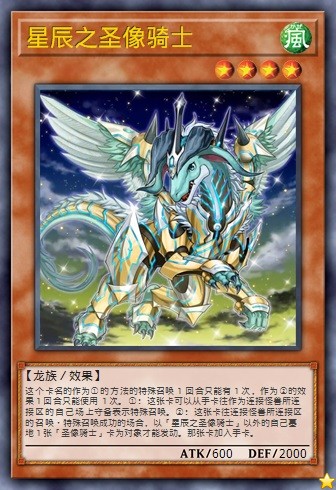 星辰之圣像骑士
風
【龙族／效果】
这个卡名的作为①的方法的特殊召唤1回合只能有1次，作为②的效
果1回合只能使用1次。①：这张卡可以从手卡往作为连接怪兽所连
接区的自己场上守备表示特殊召唤。②：这张卡往连接怪兽所连接区
的召唤·特殊召唤成功的场合，以「星辰之圣像骑士」以外的自己墓
地1张「圣像骑士」卡为对象才能发动。那张卡加入手卡。
ATK/600 DEF/2000